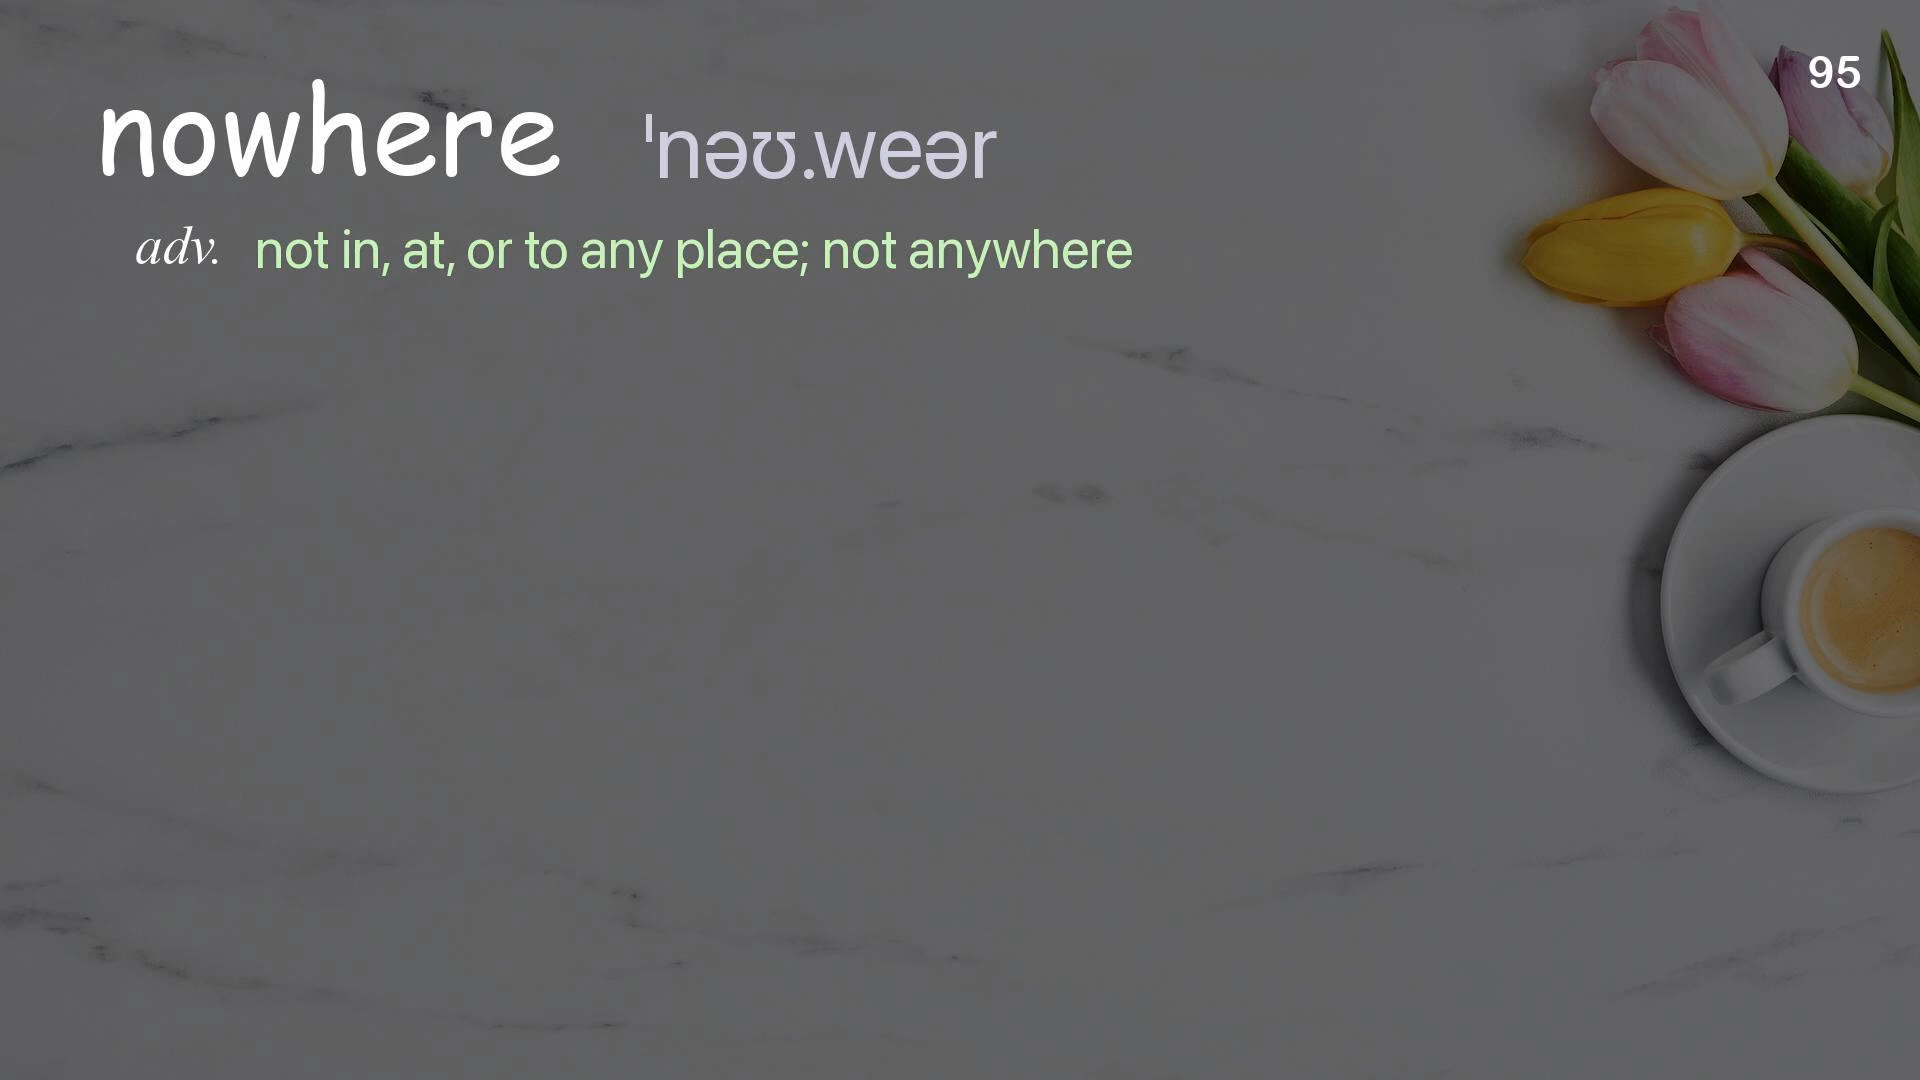 95
nowhere ˈnəʊ.weər
adv. not in, at, or to any place; not anywhere